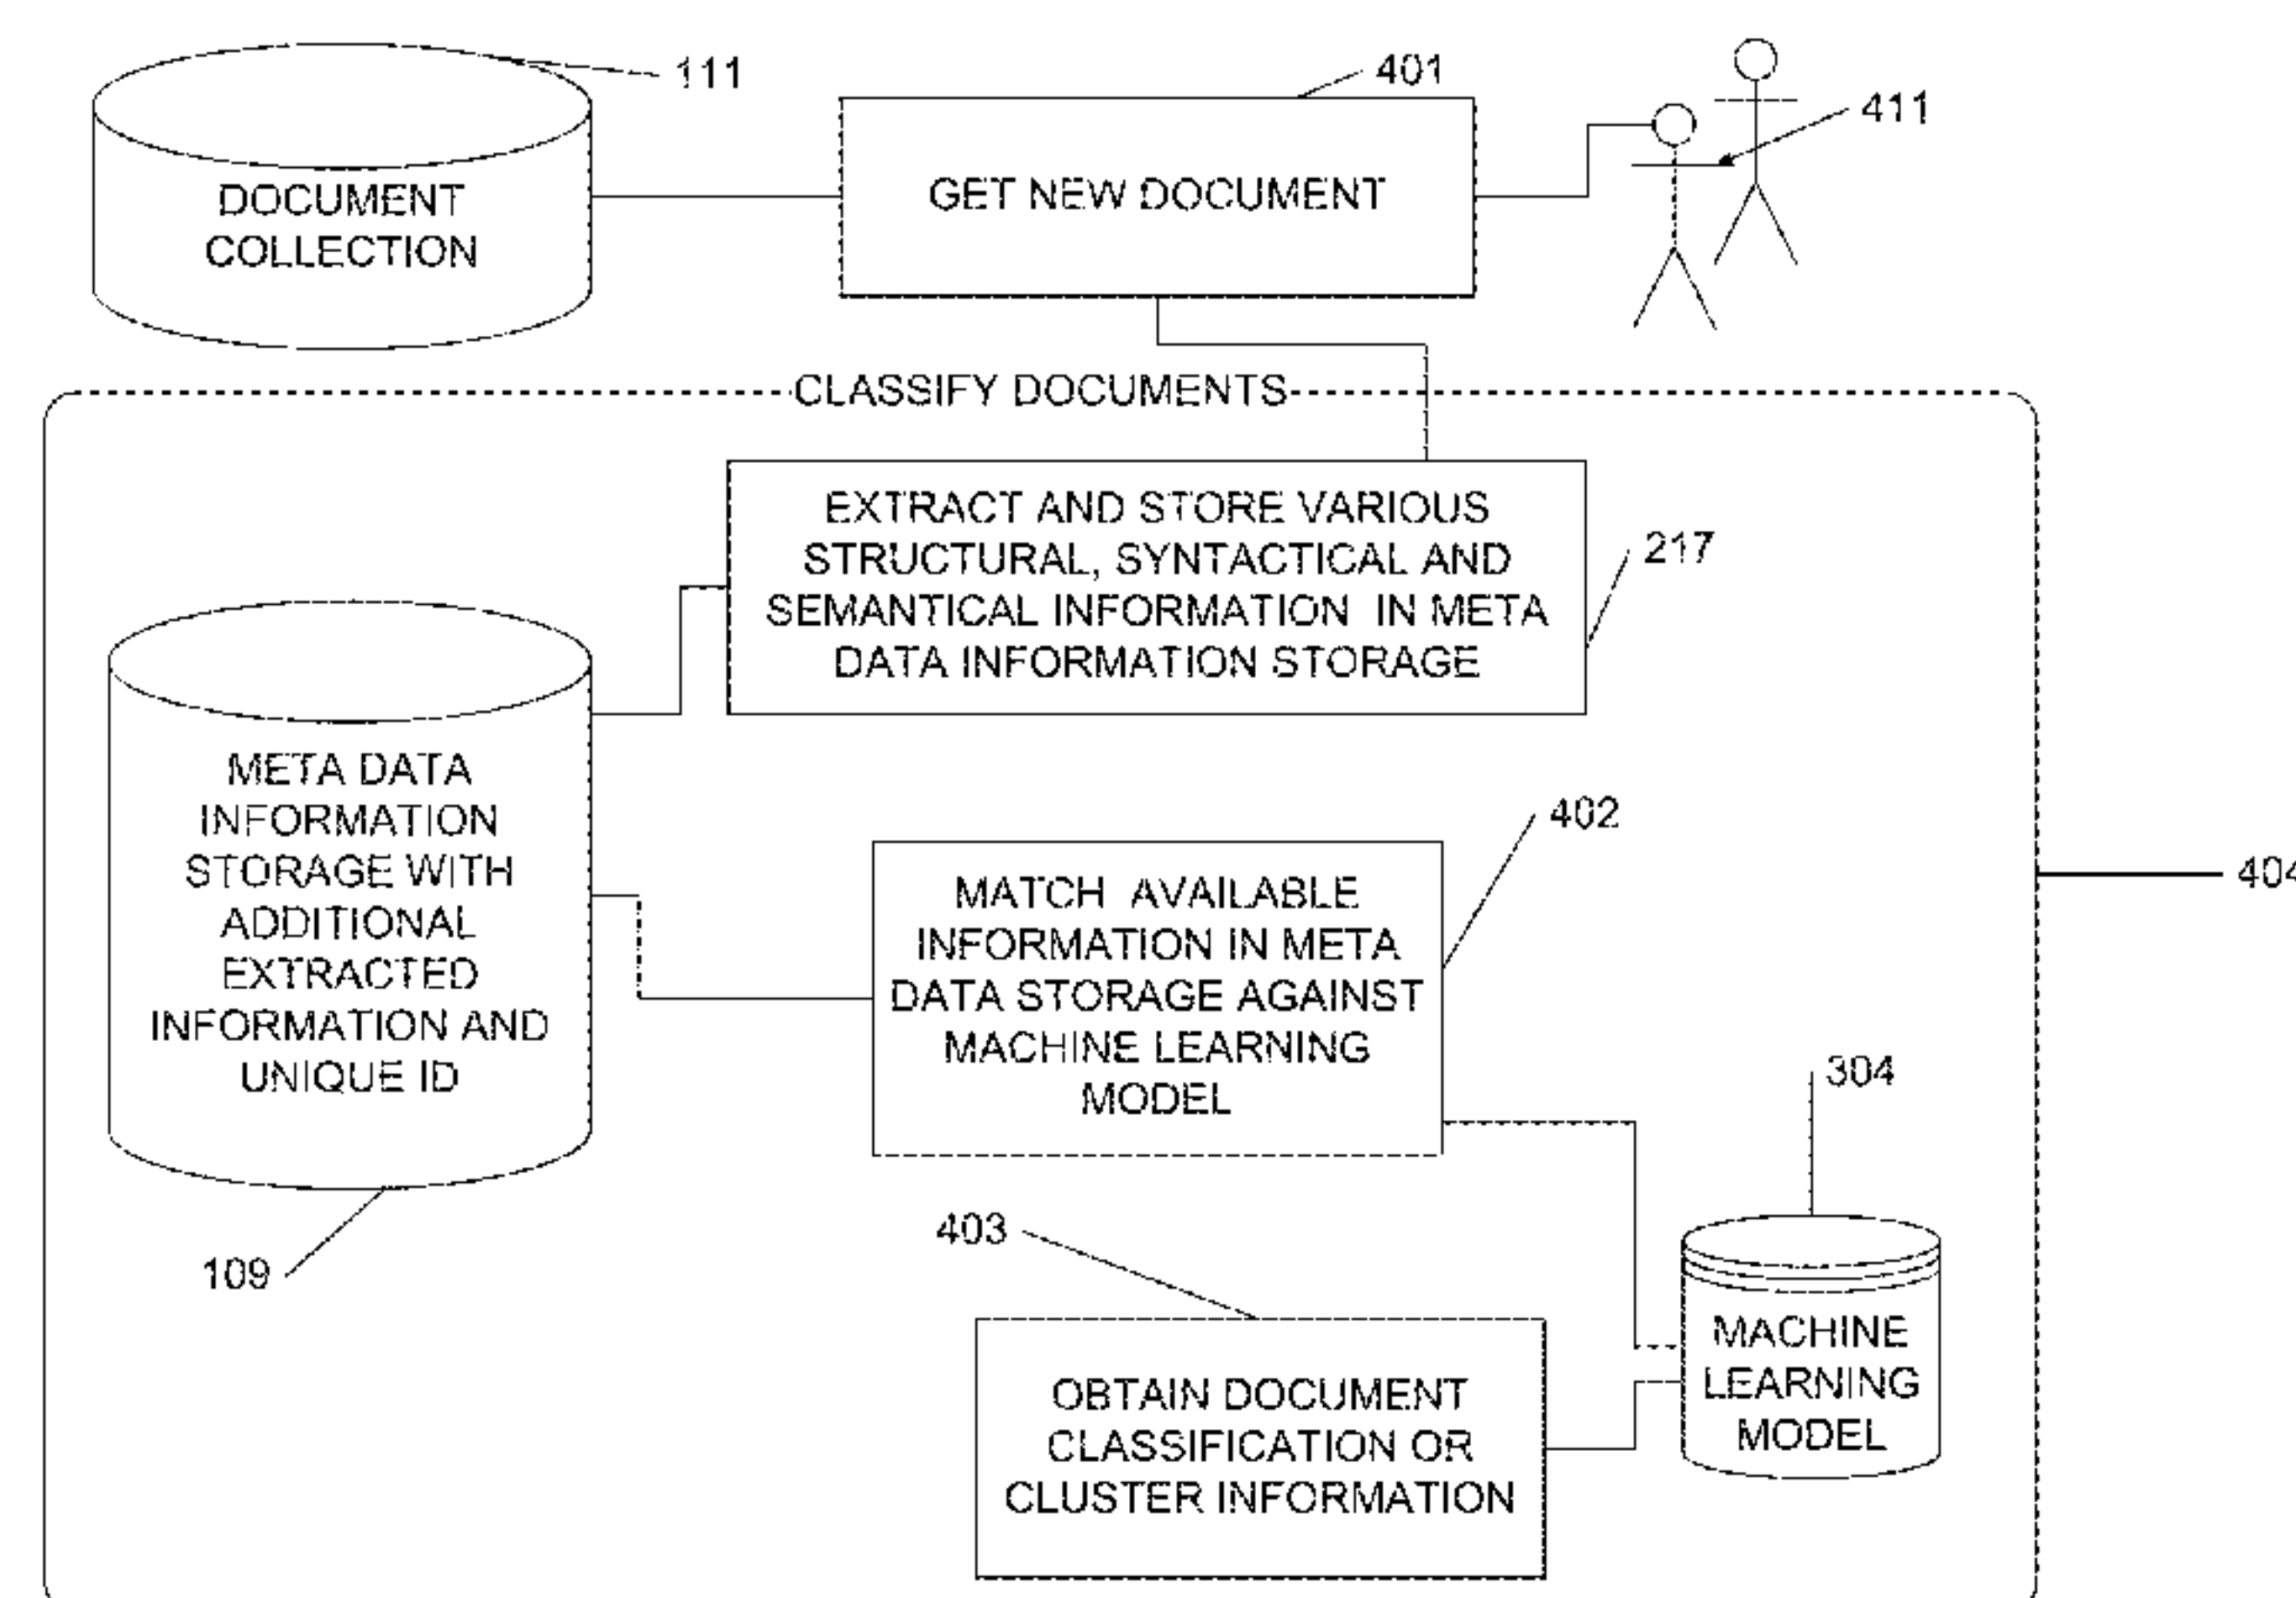 111
401
411
DOCUMENT
COLLECTION
GET NEW DOCUMENT
CLASSIFY DOCUMENTS
EXTRACT AND STORE VARIOUS
STRUCTURAL, SYNTACTICAL AND
SEMANTICAL INFORMATION IN META
DATA INFORMATION STORAGE
217
META DATA
INFORMATION
STORAGE WITH
ADDITIONAL
EXTRACTED
INFORMATION AND
UNIQUE ID
402
MATCH AVAILABLE
INFORMATION IN META
DATA STORAGE AGAINST
MACHINE LEARNING
MODEL
404
304
109
403
MACHINE
LEARNING
MODEL
OBTAIN DOCUMENT
CLASSIFICATION OR
CLUSTER INFORMATION